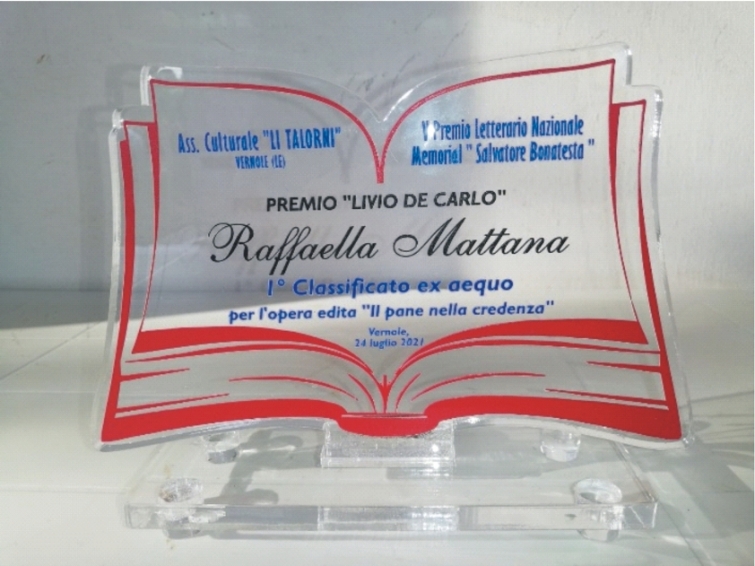 Ass. Culturale "LI TALORNI"
VERNOLE (LE)
V Premio Letterario Nazionale
Memorial " Salvatore Bonatesta "
PREMIO "LIVIO DE CARLO"
Raffaella Mattana
1° Classificato ex aequo
per l'opera edita "Il pane nella credenza"
Vernole,
24 luglio 2021